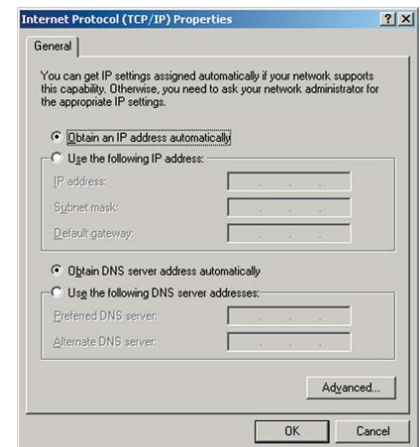 Internet Protocol (TCP/IP) Properties
? X
General
You can get IP settings assigned automatically if your network supports
this capability. Otherwise, you need to ask your network administrator for
the appropriate IP settings.
Obtain an IP address automatically
Use the following IP address:
IP address:
Subnet mask:
Default gateway:
Obtain DNS server address automatically
Use the following DNS server addresses:
Preferred DNS server:
Alternate DNS server:
Advanced...
OK Cancel